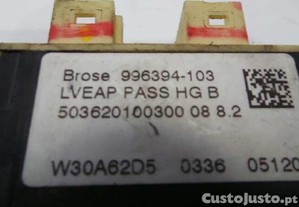 Brose 996394-103
LVEAP PASS HG B
503620100300 08 8.2
W30A62D5 0336 05120
CustoJusto.pt